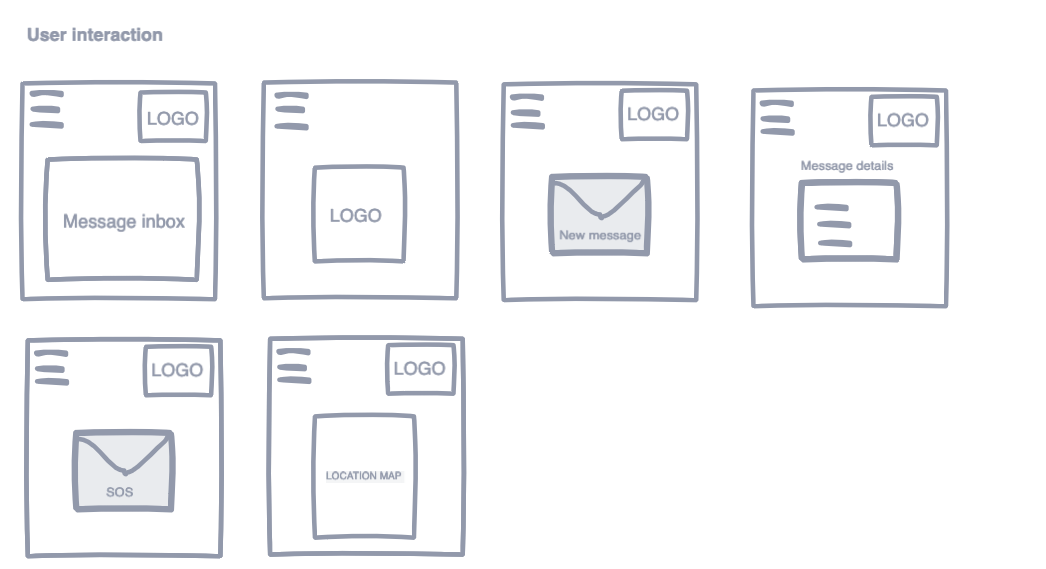 User interaction
LOGO
Message inbox
LOGO
LOGO
New message
LOGO
Message details
LOGO
SOS
LOGO
LOCATION MAP